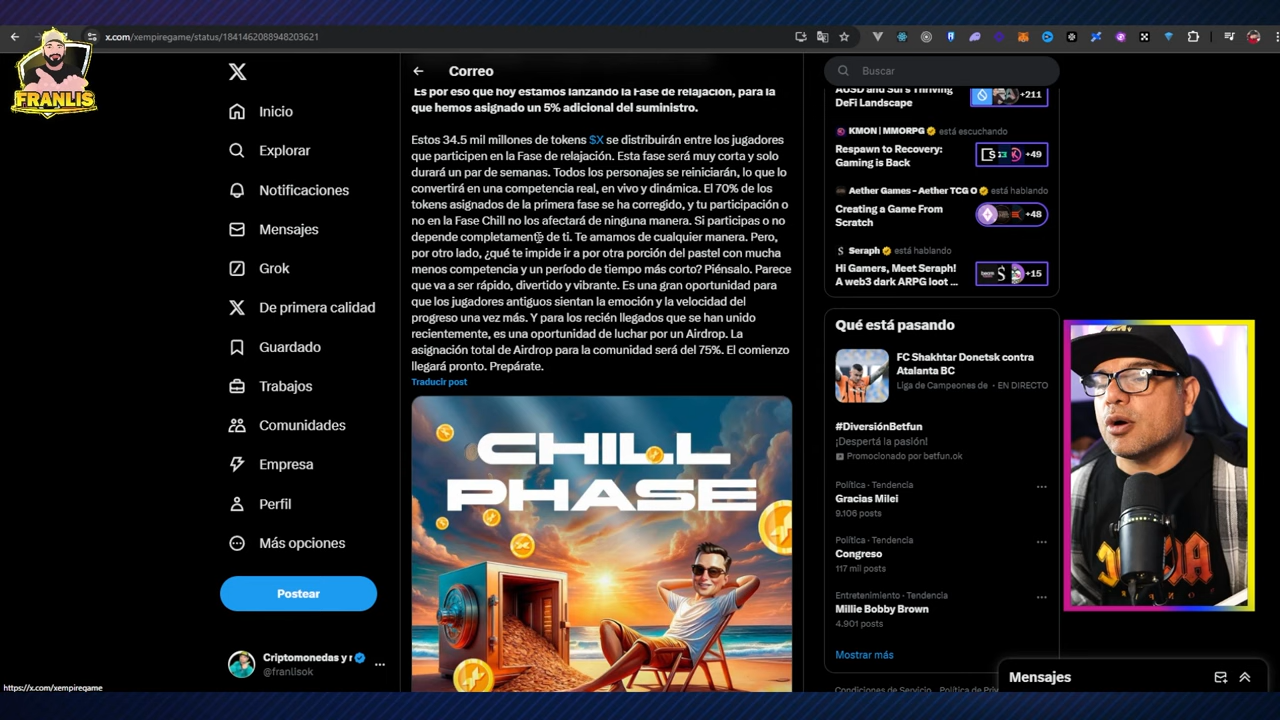 x.com/xempiregame/status/1841462088948203621
FRANLIS
Inicio
Explorar
Notificaciones
Mensajes
Grok
De primera calidad
Guardado
Trabajos
Comunidades
Empresa
Perfil
Más opciones
Postear
Criptomonedas y
@franlisok
https://x.com/xempiregame
Correo
Es por eso que hoy estamos lanzando la Fase de relajación, para la
que hemos asignado un 5% adicional del suministro.
Estos 34.5 mil millones de tokens $X se distribuirán entre los jugadores
que participen en la Fase de relajación. Esta fase será muy corta y solo
durará un par de semanas. Todos los personajes se reiniciarán, lo que lo
convertirá en una competencia real, en vivo y dinámica. El 70% de los
tokens asignados de la primera fase se ha corregido, y tu participación o
no en la Fase Chill no los afectará de ninguna manera. Si participas o no
depende completamente de ti. Te amamos de cualquier manera. Pero,
por otro lado, ¿qué te impide ir a por otra porción del pastel con mucha
menos competencia y un período de tiempo más corto? Piénsalo. Parece
que va a ser rápido, divertido y vibrante. Es una gran oportunidad para
que los jugadores antiguos sientan la emoción y la velocidad del
progreso una vez más. Y para los recién llegados que se han unido
recientemente, es una oportunidad de luchar por un Airdrop. La
asignación total de Airdrop para la comunidad será del 75%. El comienzo
llegará pronto. Prepárate.
Traducir post
CHILL
PHASE
Buscar
AUSD and Sui's Thriving
DeFi Landscape
+211
KMON | MMORPG está escuchando
Respawn to Recovery:
Gaming is Back
+49
Aether Games - Aether TCG O está hablando
Creating a Game From
Scratch
+48
Seraph está hablando
Hi Gamers, Meet Seraph!
A web3 dark ARPG loot ...
+15
Qué está pasando
FC Shakhtar Donetsk contra
Atalanta BC
Liga de Campeones de · EN DIRECTO
#DiversiónBetfun
¡Despertá la pasión!
Promocionado por betfun.ok
Política · Tendencia
Gracias Milei
9.106 posts
Política · Tendencia
Congreso
117 mil posts
Entretenimiento · Tendencia
Millie Bobby Brown
4.901 posts
Mostrar más
Condiciones de Servicio
Política de Priv
Mensajes